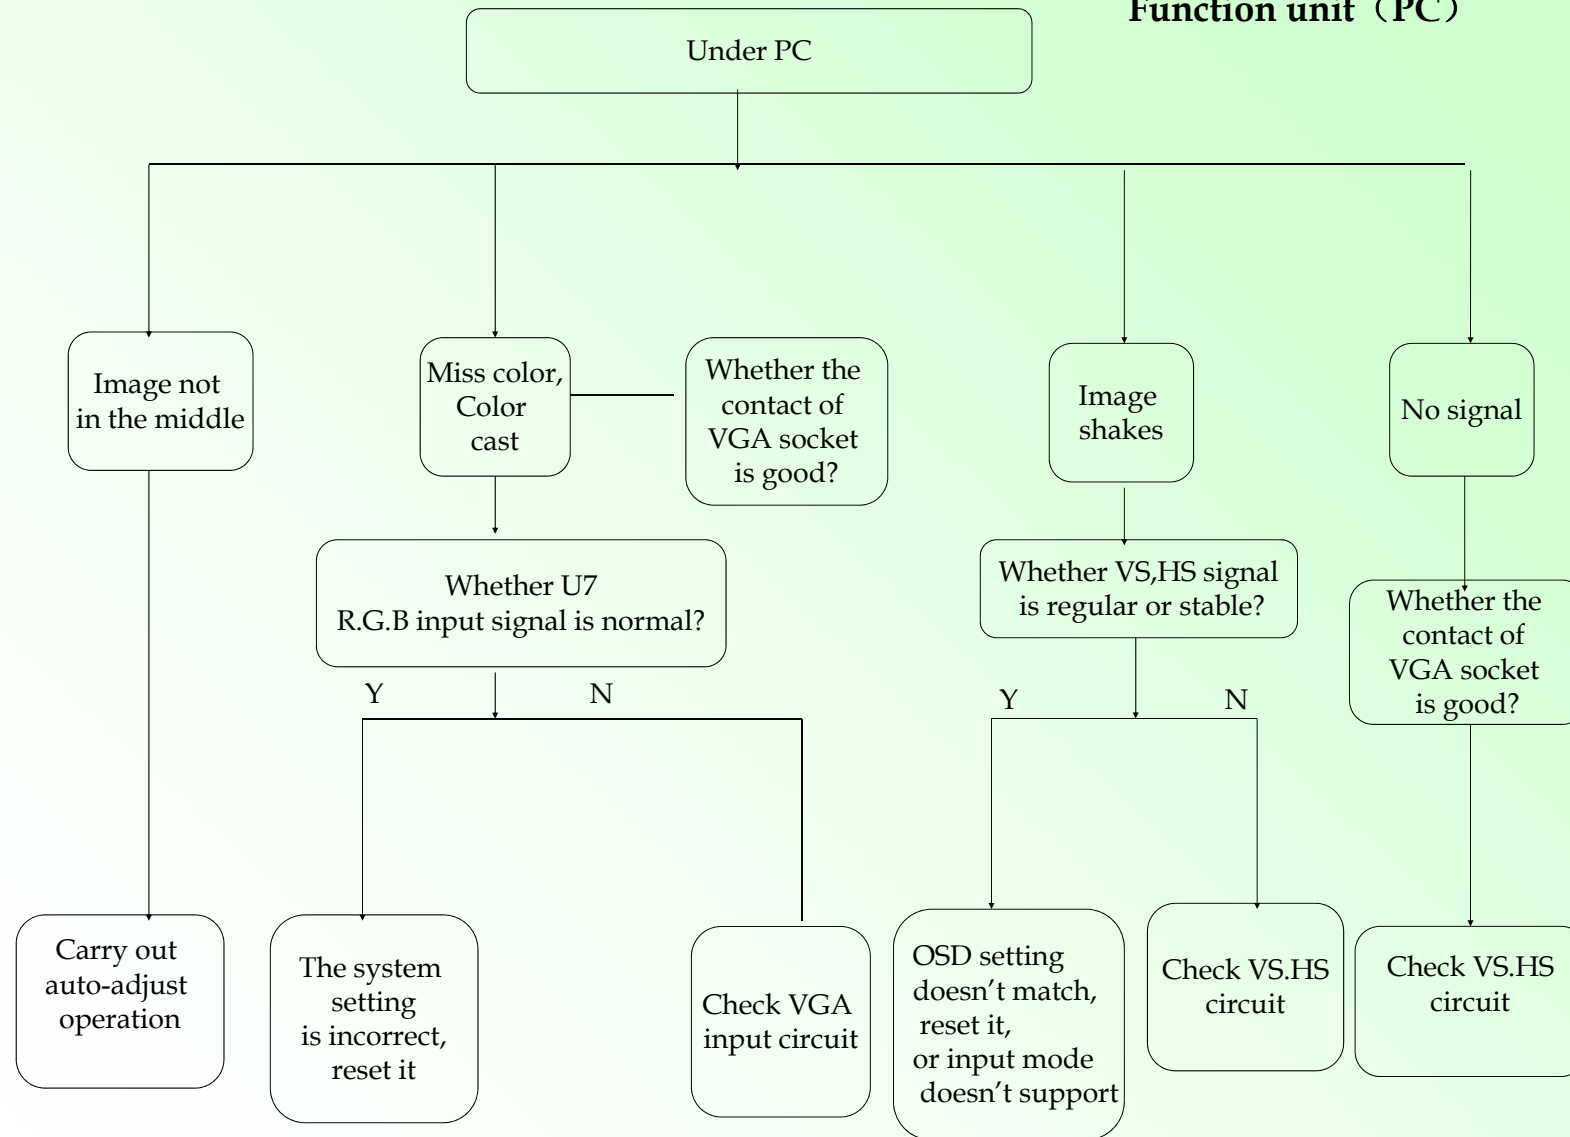 Function unit（PC）
Under PC
Image not
in the middle
Miss color,
Color
cast
Whether the
contact of
VGA socket
is good?
Image
shakes
No signal
Whether U7
R.G.B input signal is normal?
Whether VS,HS signal
is regular or stable?
Whether the
contact of
VGA socket
is good?
Y
N
Y
N
Carry out
auto-adjust
operation
The system
setting
is incorrect,
reset it
Check VGA
input circuit
OSD setting
doesn’t match,
reset it,
or input mode
doesn’t support
Check VS.HS
circuit
Check VS.HS
circuit